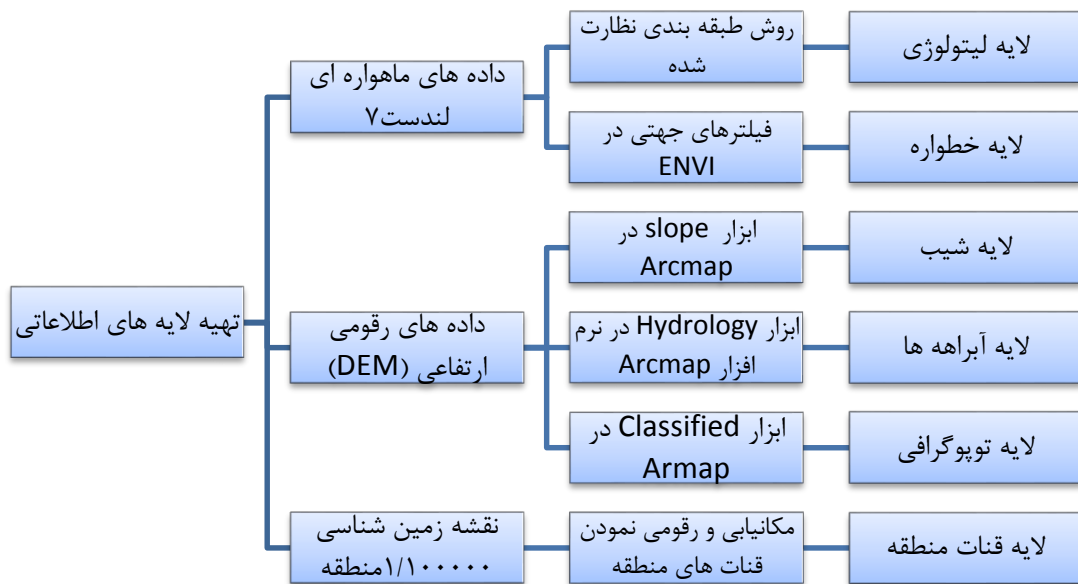 تهیه لایه های اطلاعاتی
داده های ماهواره ای
لندست۷
روش طبقه بندی نظارت
شده
لایه لیتولوژی
فیلترهای جهتی در
ENVI
لایه خطواره
داده های رقومی
ارتفاعی (DEM)
ابزار slope در
Arcmap
لایه شیب
ابزار Hydrology در نرم
افزار Arcmap
لایه آبراهه ها
ابزار Classified در
Armap
لایه توپوگرافی
نقشه زمین شناسی
۱/۱۰۰۰۰۰منطقه
مکانیابی و رقومی نمودن
قنات های منطقه
لایه قنات منطقه